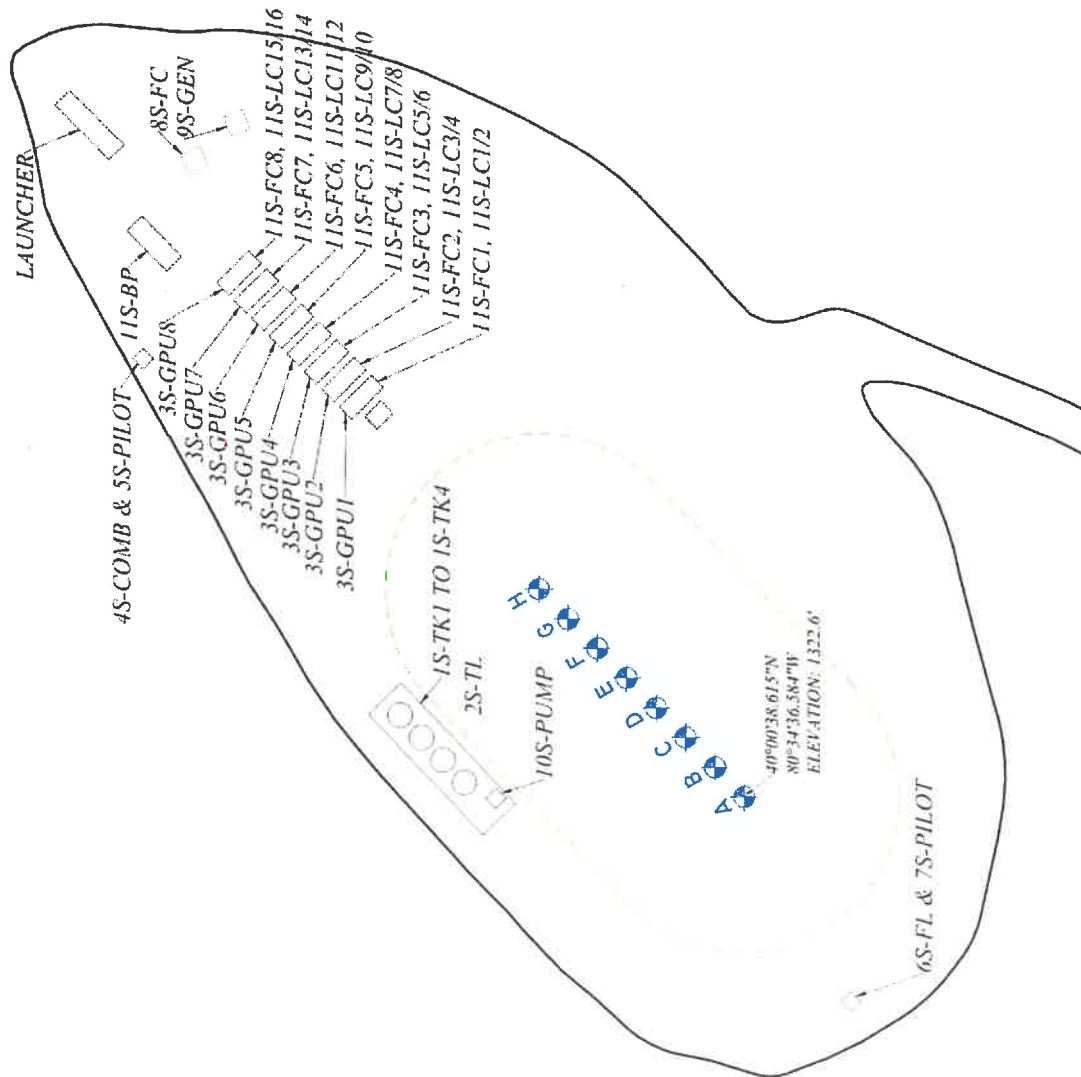 LAUNCHER
8S-FC
9S-GEN
11S-BP
4S-COMB & 5S-PILOT
11S-FC8, 11S-LC15/16
11S-FC7, 11S-LC13/14
11S-FC6, 11S-LC11/12
11S-FC5, 11S-LC9/10
11S-FC4, 11S-LC7/8
11S-FC3, 11S-LC5/6
11S-FC2, 11S-LC3/4
11S-FC1, 11S-LC1/2
3S-GPU8
3S-GPU7
3S-GPU6
3S-GPU5
3S-GPU4
3S-GPU3
3S-GPU2
3S-GPU1
1S-TK1 TO 1S-TK4
2S-TL
10S-PUMP
H
G
F
E
D
C
B
A
40°00'38.615"N
80°34'36.584"W
ELEVATION: 1322.6'
6S-FL & 7S-PILOT